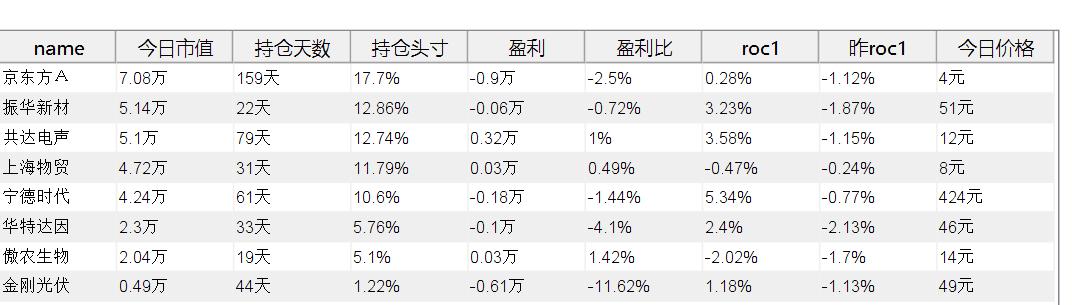 name 今日市值 持仓天数 持仓头寸 盈利 盈利比 roc1 昨roc1 今日价格
京东方Ａ 7.08万 159天 17.7% -0.9万 -2.5% 0.28% -1.12% 4元
振华新材 5.14万 22天 12.86% -0.06万 -0.72% 3.23% -1.87% 51元
共达电声 5.1万 79天 12.74% 0.32万 1% 3.58% -1.15% 12元
上海物贸 4.72万 31天 11.79% 0.03万 0.49% -0.47% -0.24% 8元
宁德时代 4.24万 61天 10.6% -0.18万 -1.44% 5.34% -0.77% 424元
华特达因 2.3万 33天 5.76% -0.1万 -4.1% 2.4% -2.13% 46元
傲农生物 2.04万 19天 5.1% 0.03万 1.42% -2.02% -1.7% 14元
金刚光伏 0.49万 44天 1.22% -0.61万 -11.62% 1.18% -1.13% 49元